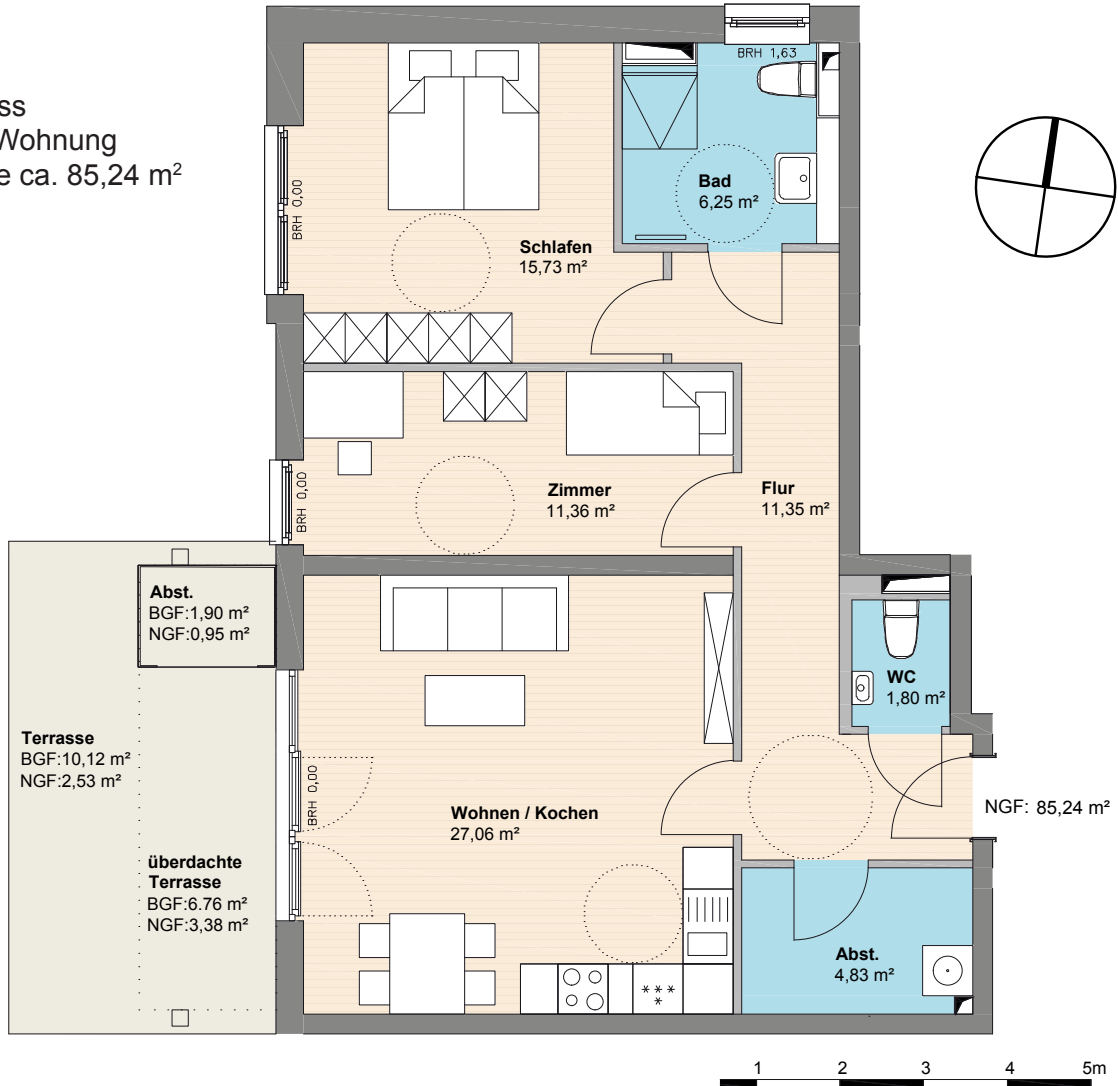 ss
Wohnung
e ca. 85,24 m²
BRH 1,63
Bad
6,25 m²
BRH 0,00
Schlafen
15,73 m²
BRH 0,00
Zimmer
11,36 m²
Flur
11,35 m²
Abst.
BGF:1,90 m²
NGF:0,95 m²
WC
1,80 m²
Terrasse
BGF:10,12 m²
NGF:2,53 m²
BRH 0,00
Wohnen / Kochen
27,06 m²
NGF: 85,24 m²
überdachte
Terrasse
BGF:6.76 m²
NGF:3,38 m²
Abst.
4,83 m²
***
*
1 2 3 4 5m